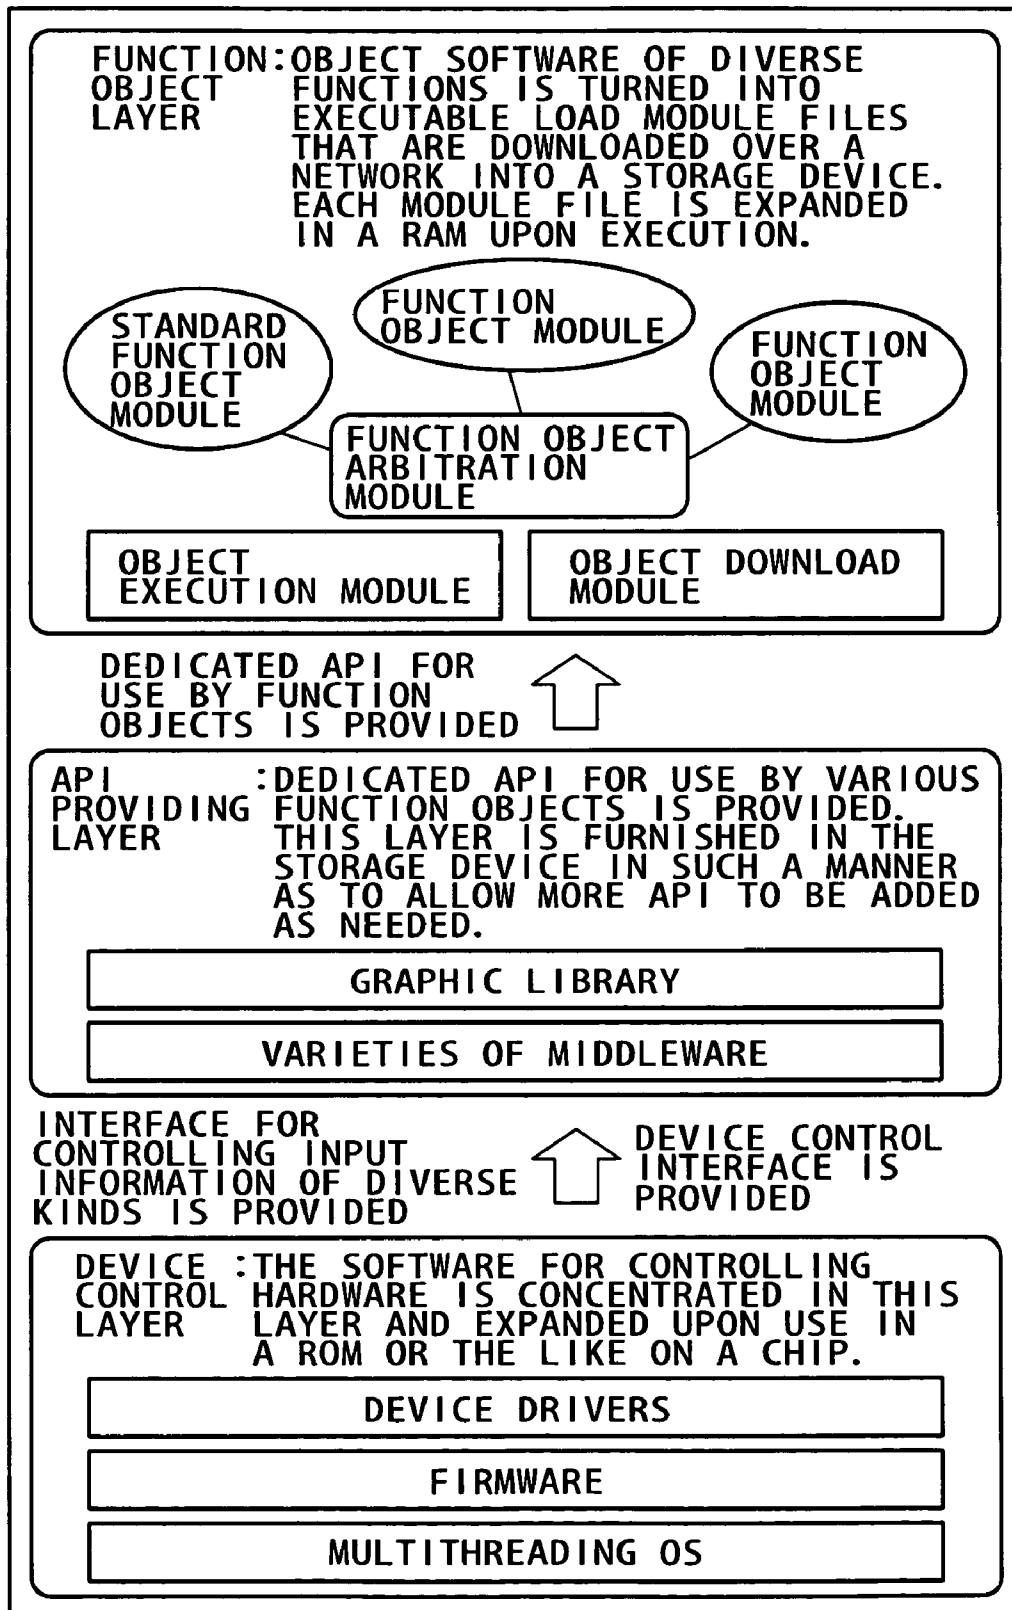 FUNCTION:OBJECT SOFTWARE OF DIVERSE
OBJECT FUNCTIONS IS TURNED INTO
LAYER EXECUTABLE LOAD MODULE FILES
THAT ARE DOWNLOADED OVER A
NETWORK INTO A STORAGE DEVICE.
EACH MODULE FILE IS EXPANDED
IN A RAM UPON EXECUTION.
STANDARD
FUNCTION
OBJECT
MODULE
FUNCTION
OBJECT MODULE
FUNCTION
OBJECT
MODULE
FUNCTION OBJECT
ARBITRATION
MODULE
OBJECT
EXECUTION MODULE
OBJECT DOWNLOAD
MODULE
DEDICATED API FOR
USE BY FUNCTION
OBJECTS IS PROVIDED
API :DEDICATED API FOR USE BY VARIOUS
PROVIDING FUNCTION OBJECTS IS PROVIDED.
LAYER THIS LAYER IS FURNISHED IN THE
STORAGE DEVICE IN SUCH A MANNER
AS TO ALLOW MORE API TO BE ADDED
AS NEEDED.
GRAPHIC LIBRARY
VARIETIES OF MIDDLEWARE
INTERFACE FOR
CONTROLLING INPUT
INFORMATION OF DIVERSE
KINDS IS PROVIDED
DEVICE CONTROL
INTERFACE IS
PROVIDED
DEVICE :THE SOFTWARE FOR CONTROLLING
CONTROL HARDWARE IS CONCENTRATED IN THIS
LAYER LAYER AND EXPANDED UPON USE IN
A ROM OR THE LIKE ON A CHIP.
DEVICE DRIVERS
FIRMWARE
MULTITHREADING OS